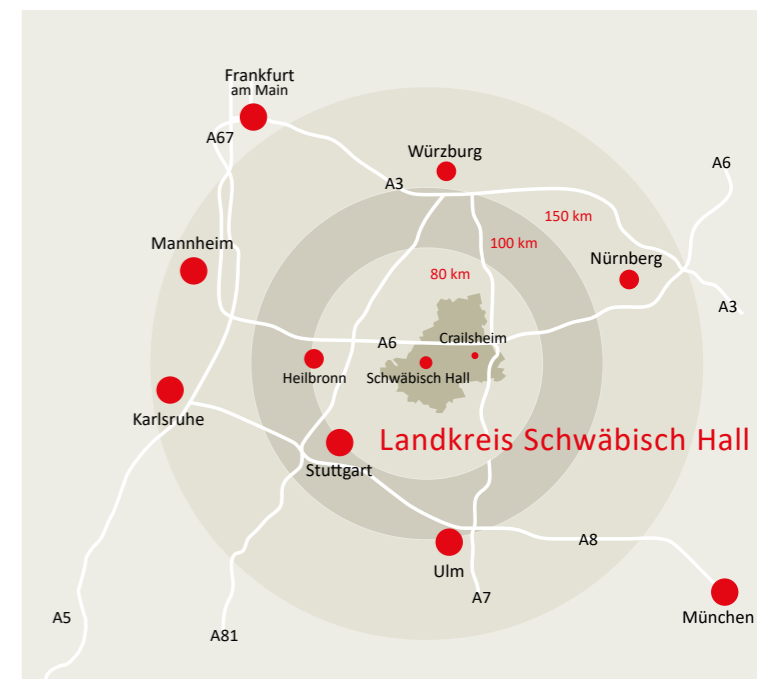 Frankfurt
am Main
A67
Würzburg
A6
A3
150 km
Mannheim
100 km
Nürnberg
80 km
A3
Crailsheim
A6
Heilbronn
Schwäbisch Hall
Karlsruhe
Landkreis Schwäbisch Hall
Stuttgart
A8
Ulm
A7
München
A5
A81